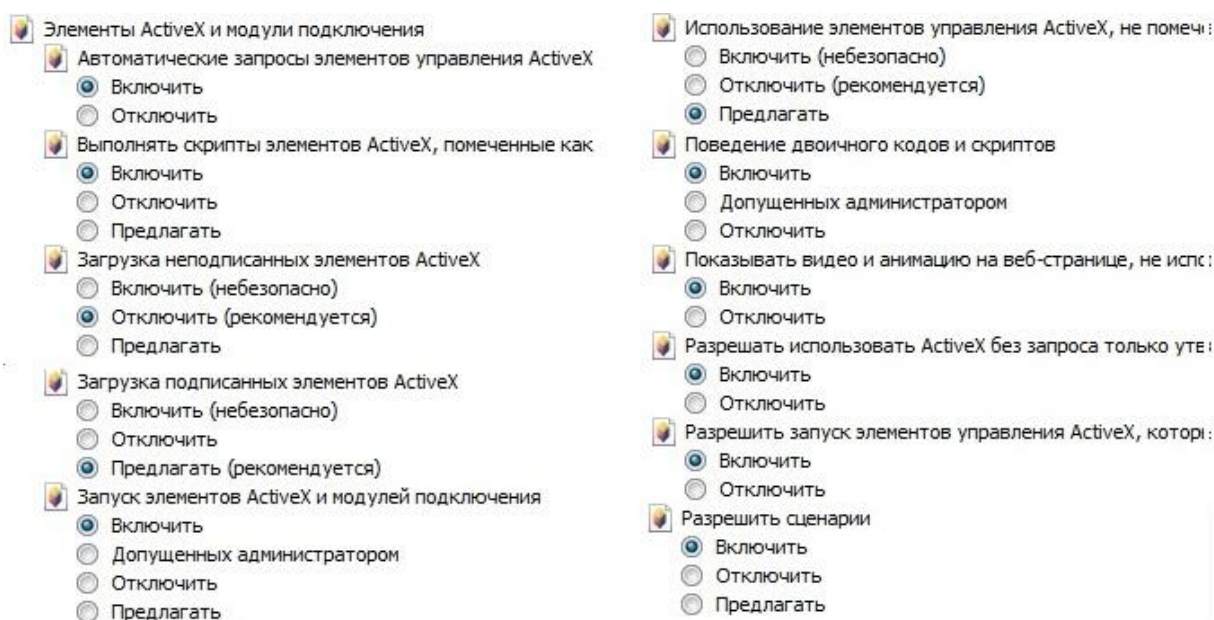 Элементы ActiveX и модули подключения
Автоматические запросы элементов управления ActiveX
Включить
Отключить
Выполнять скрипты элементов ActiveX, помеченные как
Включить
Отключить
Предлагать
Загрузка неподписанных элементов ActiveX
Включить (небезопасно)
Отключить (рекомендуется)
Предлагать
Загрузка подписанных элементов ActiveX
Включить (небезопасно)
Отключить
Предлагать (рекомендуется)
Запуск элементов ActiveX и модулей подключения
Включить
Допущенных администратором
Отключить
Предлагать
Использование элементов управления ActiveX, не
Включить (небезопасно)
Отключить (рекомендуется)
Предлагать
Поведение двоичного кодов и скриптов
Включить
Допущенных администратором
Отключить
Показывать видео и анимацию на веб-странице, не
Включить
Отключить
Разрешать использовать ActiveX без запроса только
Включить
Отключить
Разрешить запуск элементов управления ActiveX,
Включить
Отключить
Разрешить сценарии
Включить
Отключить
Предлагать